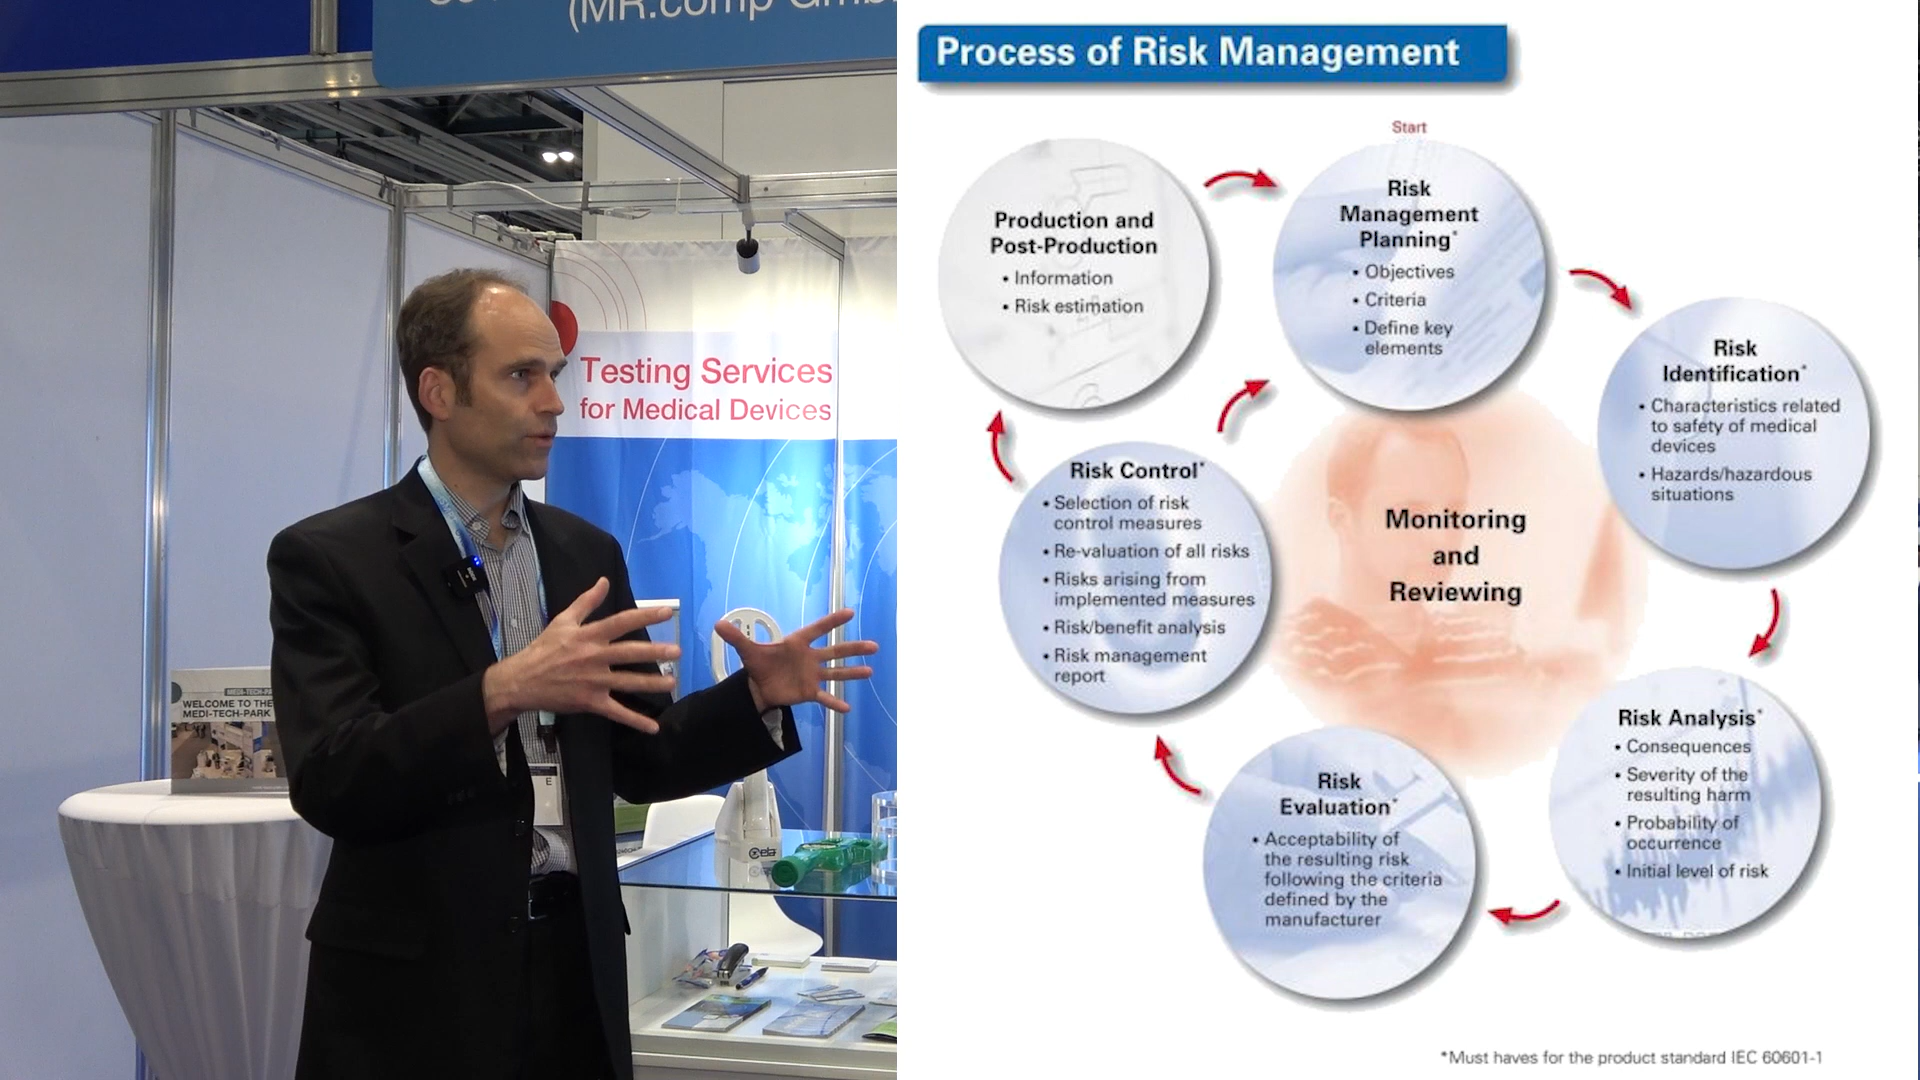 (MR.comp GmbH
Testing Services
for Medical Devices
MEDI-TECH-PA
WELCOME TO THE
MEDI-TECH-PARK
E
Process of Risk Management
Start
Production and
Post-Production
• Information
• Risk estimation
Risk
Management
Planning*
• Objectives
• Criteria
• Define key
elements
Risk
Identification*
• Characteristics related
to safety of medical
devices
• Hazards/hazardous
situations
Risk Control*
• Selection of risk
control measures
• Re-valuation of all risks
• Risks arising from
implemented measures
• Risk/benefit analysis
• Risk management
report
Monitoring
and
Reviewing
Risk Analysis*
• Consequences
• Severity of the
resulting harm
• Probability of
occurrence
• Initial level of risk
Risk
Evaluation*
• Acceptability of
the resulting risk
following the criteria
defined by the
manufacturer
*Must haves for the product standard IEC 60601-1